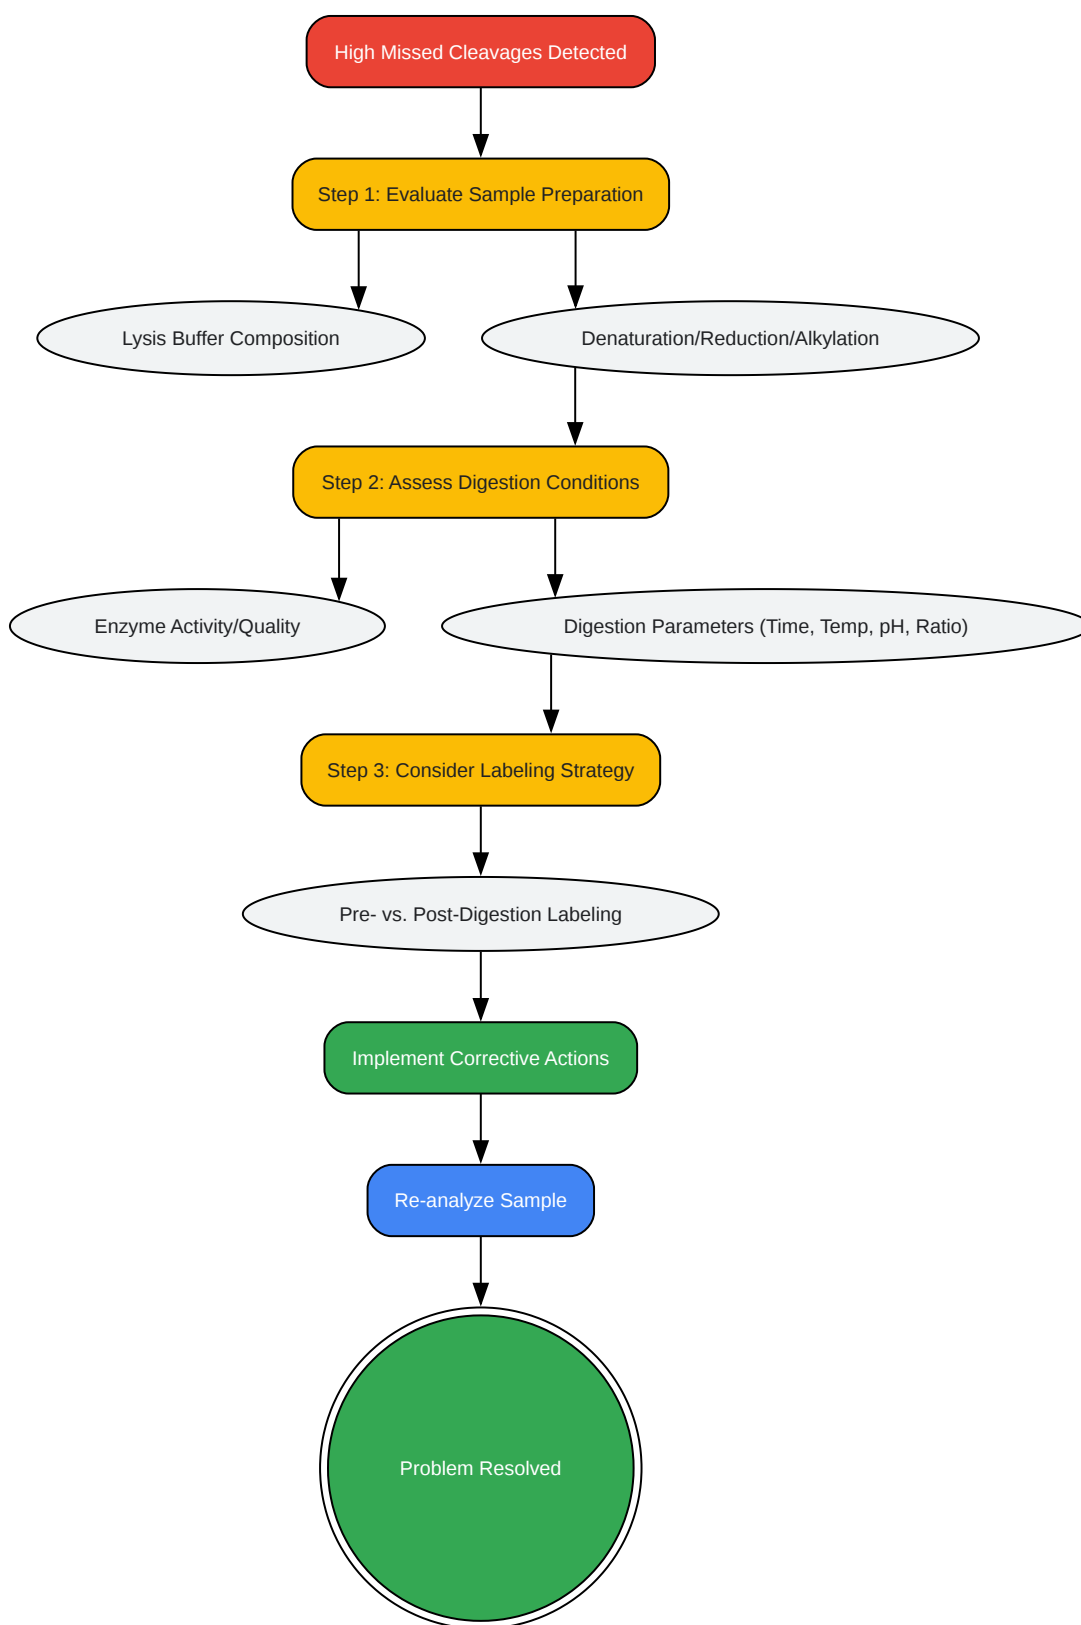 High Missed Cleavages Detected
Step 1: Evaluate Sample Preparation
Lysis Buffer Composition
Denaturation/Reduction/Alkylation
Step 2: Assess Digestion Conditions
Enzyme Activity/Quality
Digestion Parameters (Time, Temp, pH, Ratio)
Step 3: Consider Labeling Strategy
Pre- vs. Post-Digestion Labeling
Implement Corrective Actions
Re-analyze Sample
Problem Resolved